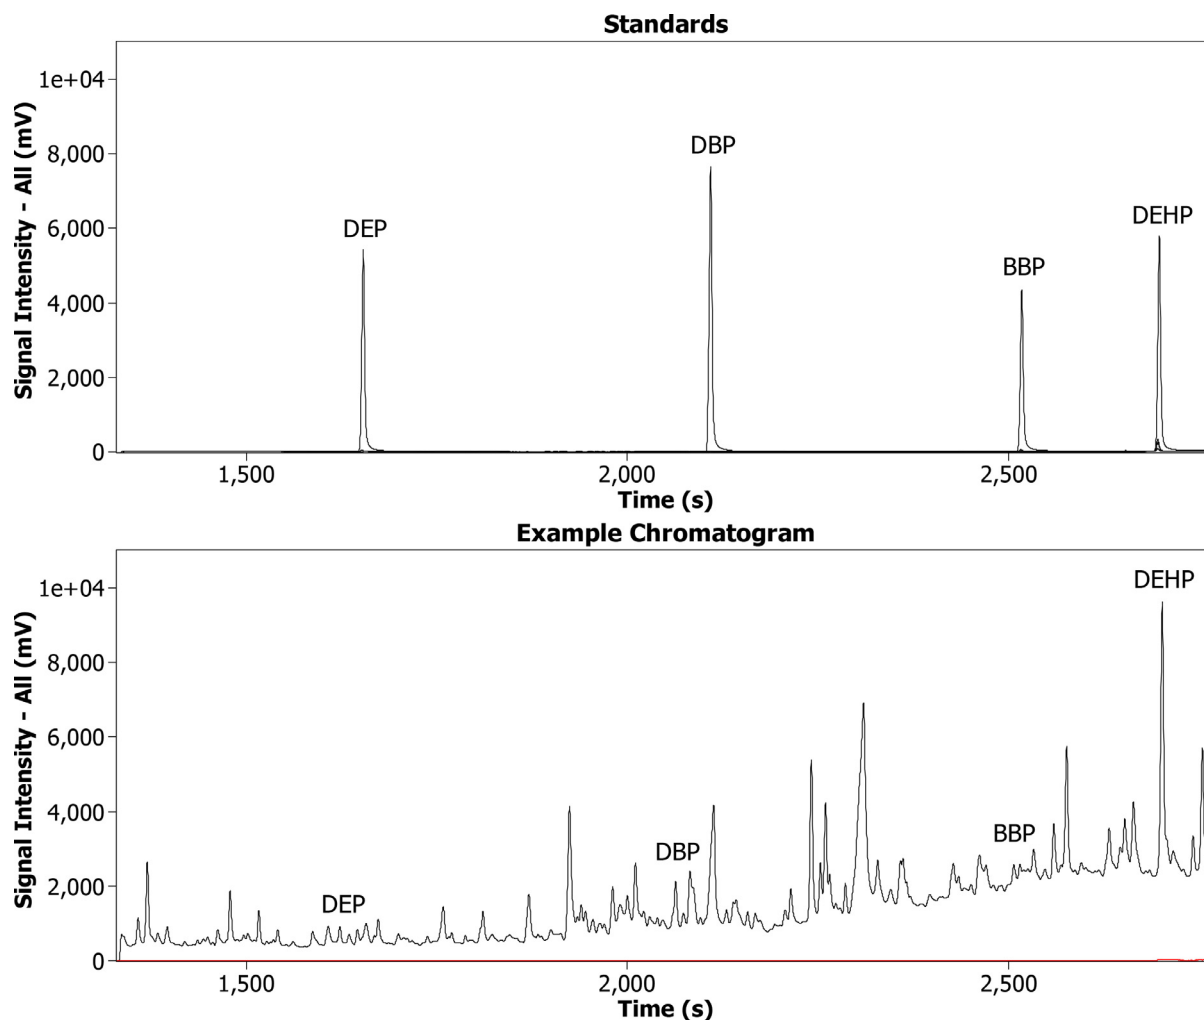 Standards
Signal Intensity - All (mV)
1e+04
8,000
6,000
4,000
2,000
0
DEP
DBP
BBP
DEHP
1,500
2,000
2,500
Time (s)
Example Chromatogram
Signal Intensity - All (mV)
1e+04
8,000
6,000
4,000
2,000
0
DEP
DBP
BBP
DEHP
1,500
2,000
2,500
Time (s)